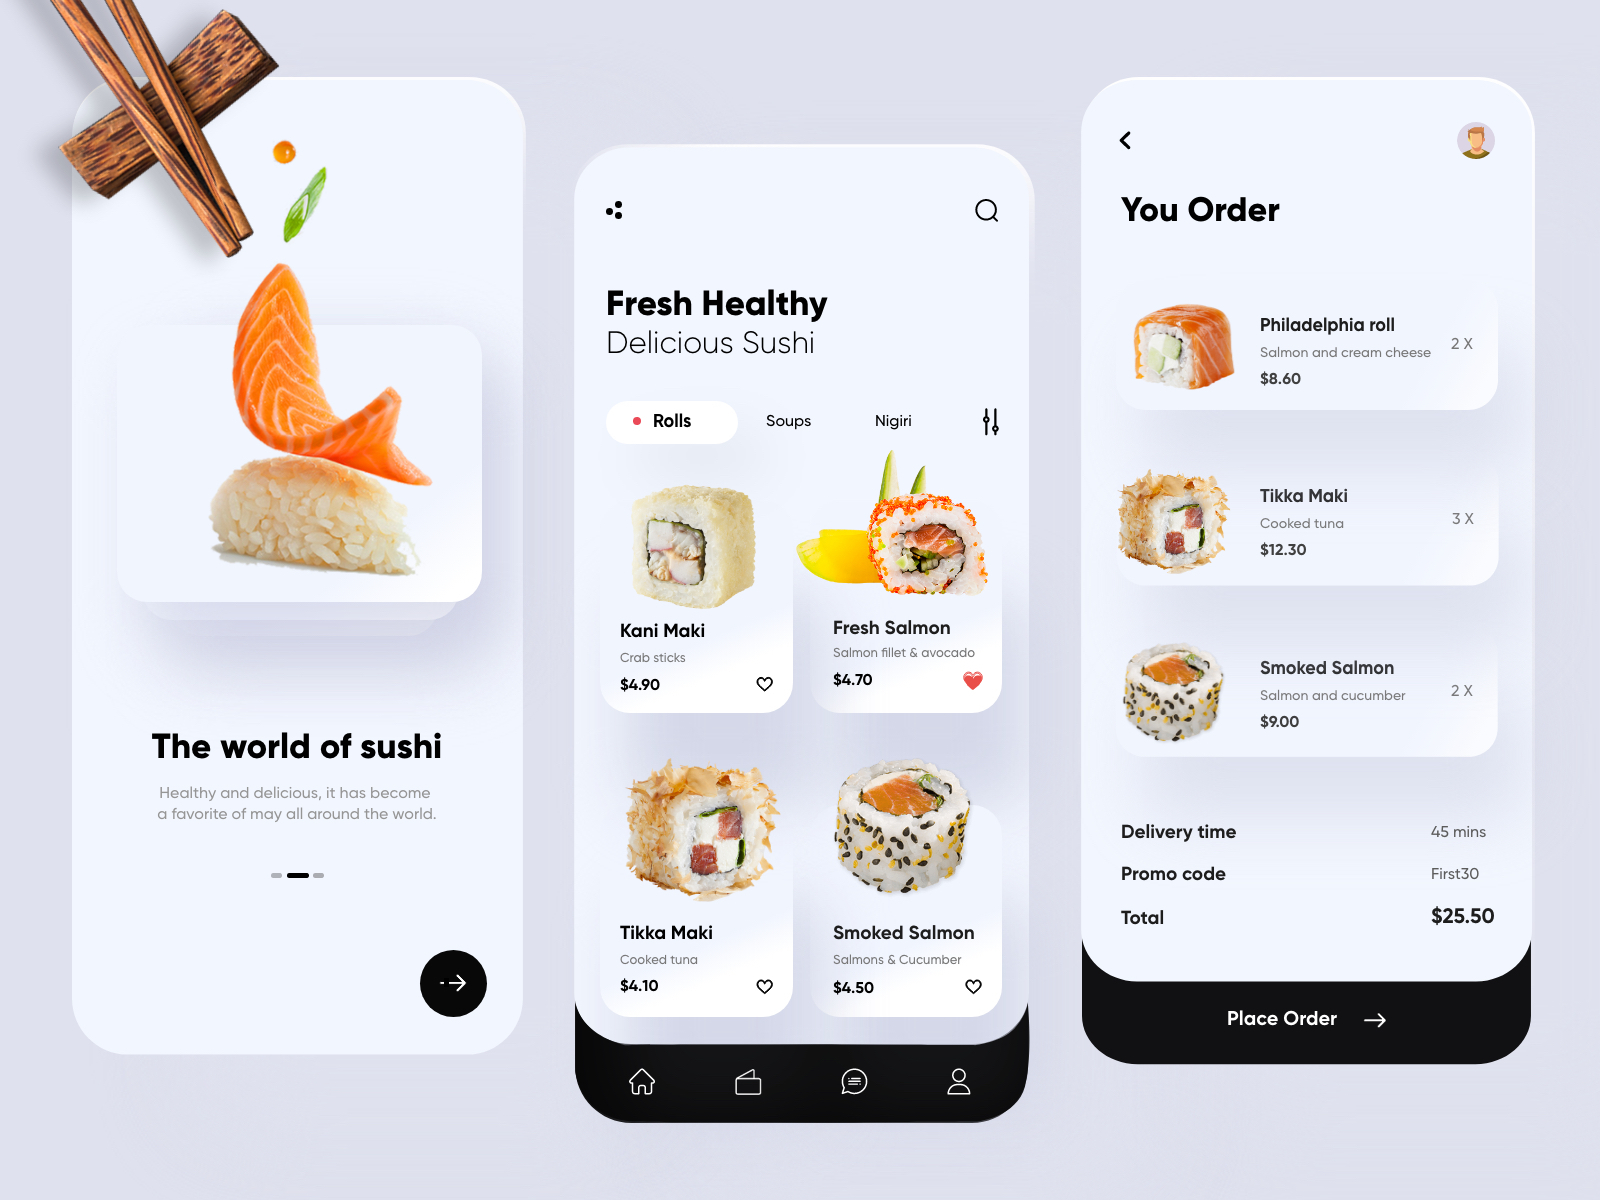 The world of sushi
Healthy and delicious, it has become
a favorite of may all around the world.
Fresh Healthy
Delicious Sushi
Rolls
Soups
Nigiri
Kani Maki
Crab sticks
$4.90
Fresh Salmon
Salmon fillet & avocado
$4.70
Tikka Maki
Cooked tuna
$4.10
Smoked Salmon
Salmons & Cucumber
$4.50
You Order
Philadelphia roll
Salmon and cream cheese
$8.60
2 X
Tikka Maki
Cooked tuna
$12.30
3 X
Smoked Salmon
Salmon and cucumber
$9.00
2 X
Delivery time 45 mins
Promo code First30
Total $25.50
Place Order